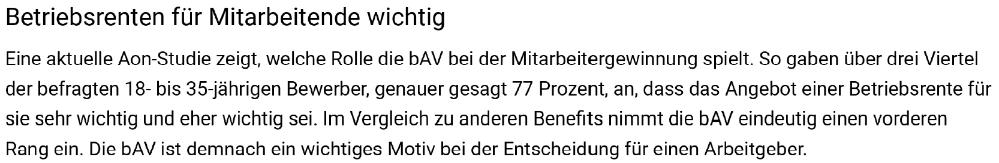 Betriebsrenten für Mitarbeitende wichtig
Eine aktuelle Aon-Studie zeigt, welche Rolle die bAV bei der Mitarbeitergewinnung spielt. So gaben über drei Viertel
der befragten 18- bis 35-jährigen Bewerber, genauer gesagt 77 Prozent, an, dass das Angebot einer Betriebsrente für
sie sehr wichtig und eher wichtig sei. Im Vergleich zu anderen Benefits nimmt die bAV eindeutig einen vorderen
Rang ein. Die bAV ist demnach ein wichtiges Motiv bei der Entscheidung für einen Arbeitgeber.